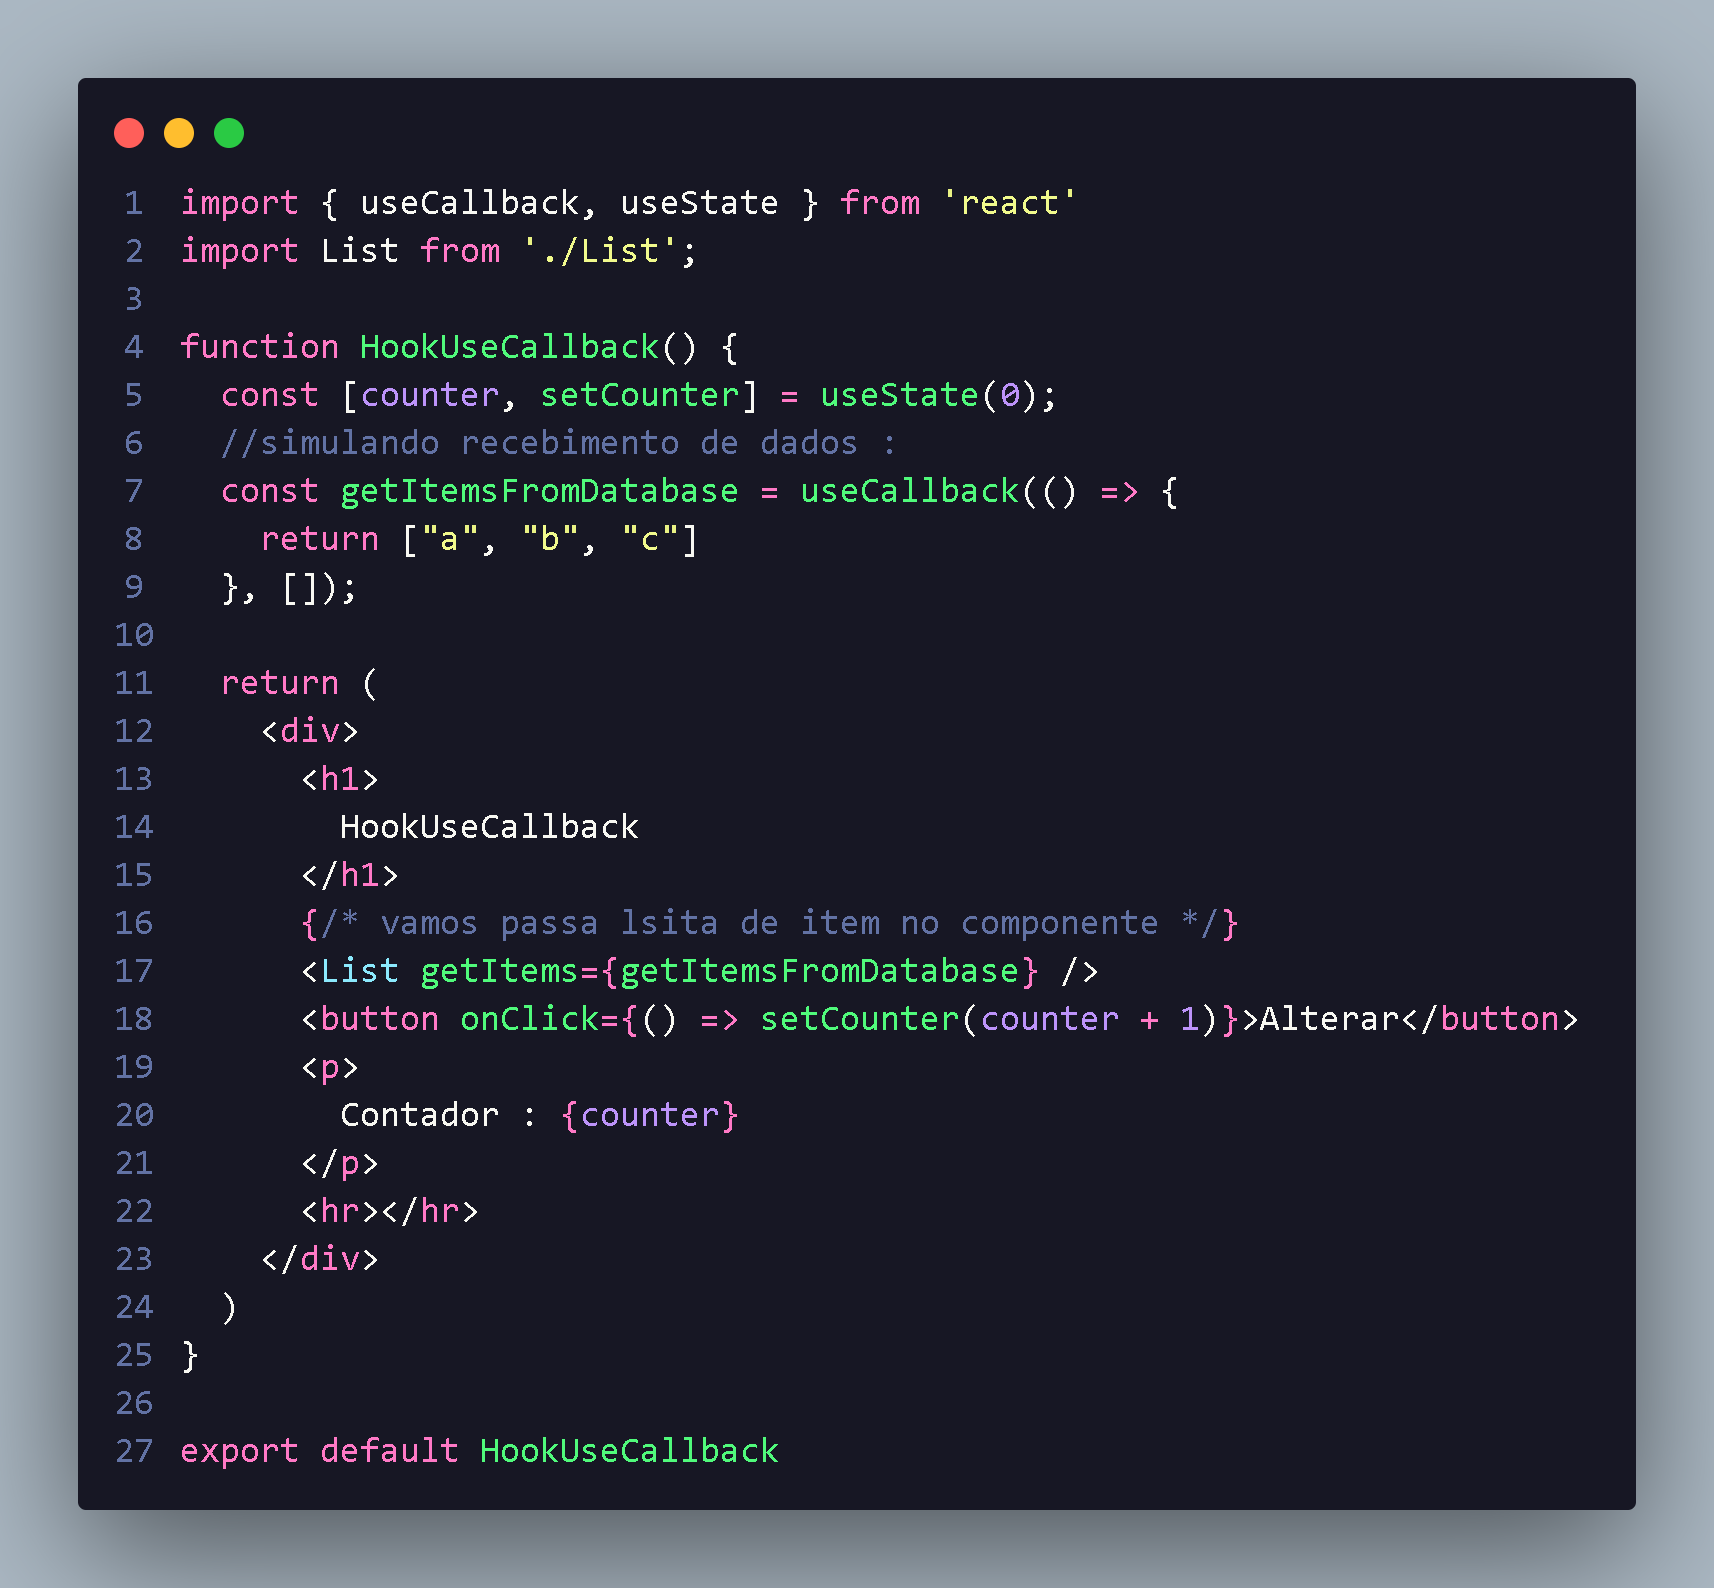 1 import { useCallback, useState } from 'react'
2 import List from './List';
3
4 function HookUseCallback() {
5   const [counter, setCounter] = useState(0);
6   //simulando recebimento de dados :
7   const getItemsFromDatabase = useCallback(() => {
8     return ["a", "b", "c"]
9   }, []);
10
11   return (
12     <div>
13       <h1>
14         HookUseCallback
15       </h1>
16       {/* vamos passa lsita de item no componente */}
17       <List getItems={getItemsFromDatabase} />
18       <button onClick={() => setCounter(counter + 1)}>Alterar</button>
19       <p>
20         Contador : {counter}
21       </p>
22       <hr></hr>
23     </div>
24   )
25 }
26
27 export default HookUseCallback